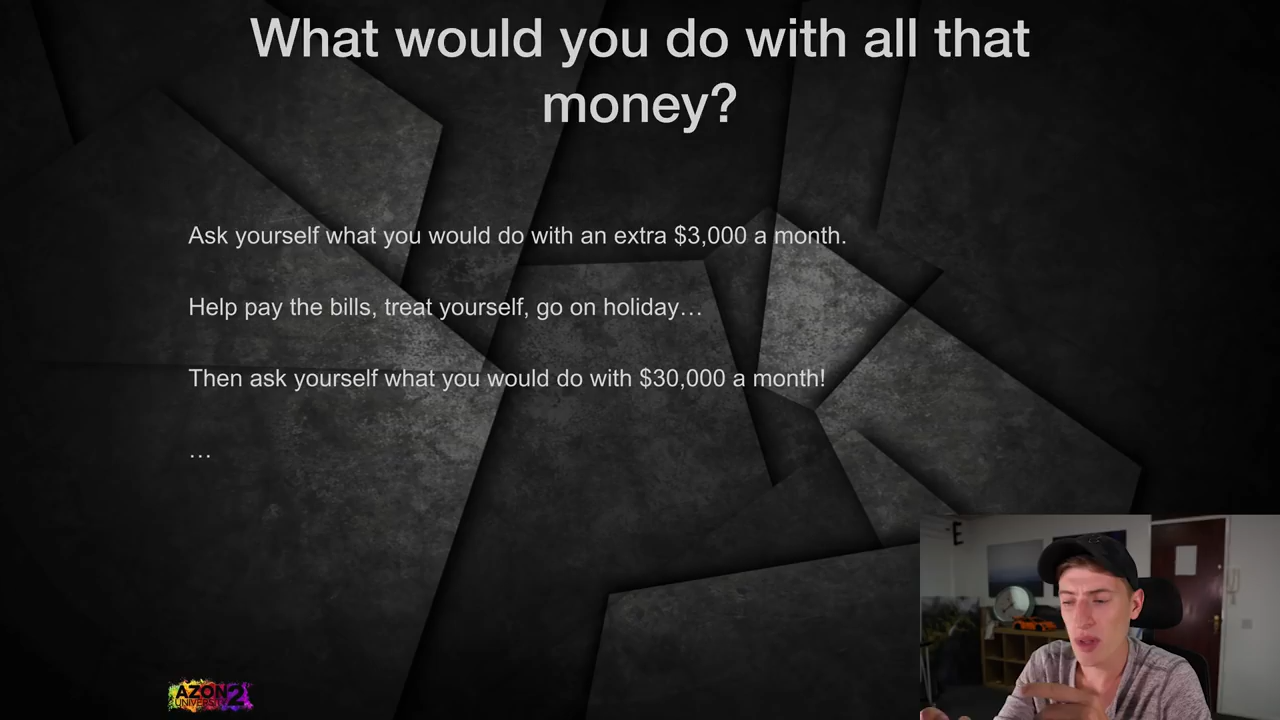 What would you do with all that
money?
Ask yourself what you would do with an extra $3,000 a month.
Help pay the bills, treat yourself, go on holiday…
Then ask yourself what you would do with $30,000 a month!
…
E
AZON 2
UNIVERSITY